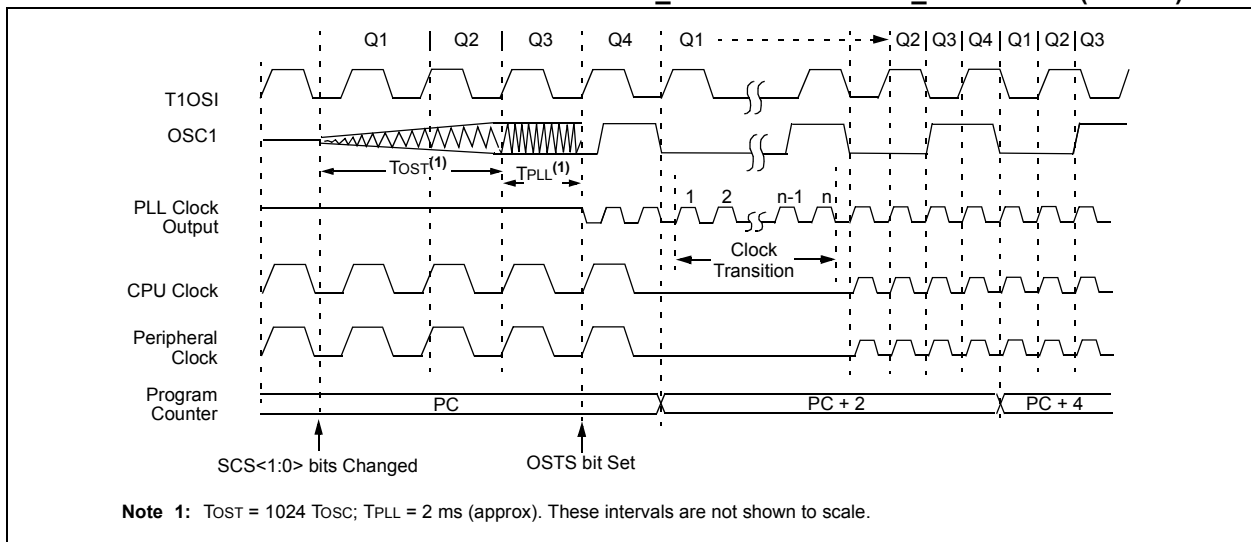 Q1 Q2 Q3 Q4 Q1 Q2 Q3 Q4 Q1 Q2 Q3
T1OSI
OSC1
TOST(1) TPLL(1)
1 2 n-1 n
PLL Clock
Output
Clock
Transition
CPU Clock
Peripheral
Clock
Program
Counter
PC PC + 2 PC + 4
SCS<1:0> bits Changed OSTS bit Set
Note 1: TOST = 1024 TOSC; TPLL = 2 ms (approx). These intervals are not shown to scale.